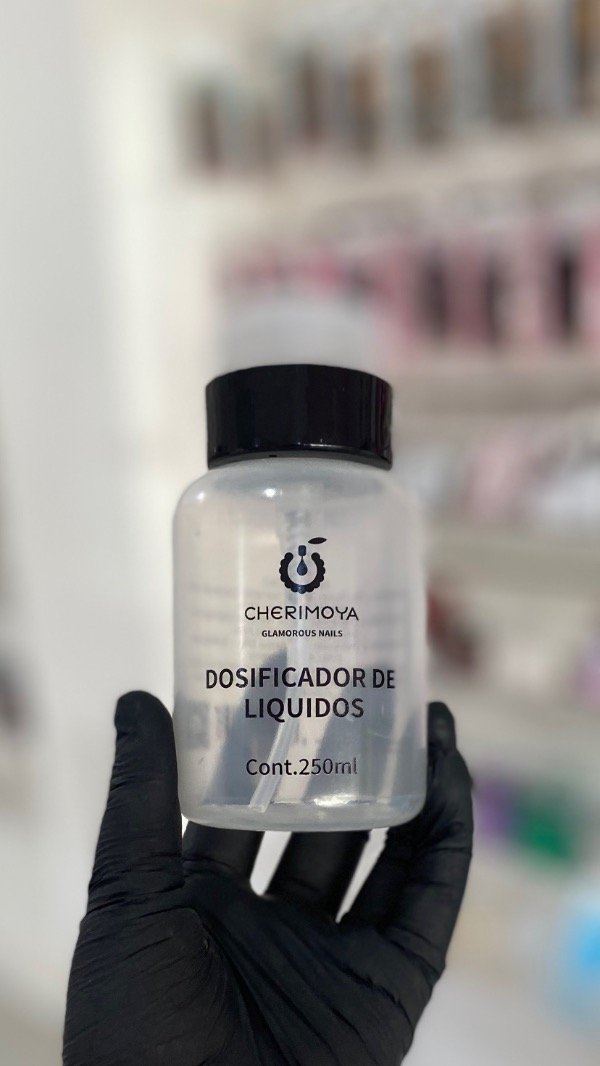 CHERIMOYA
GLAMOROUS NAILS
DOSIFICADOR DE
LIQUIDOS
Cont.250ml